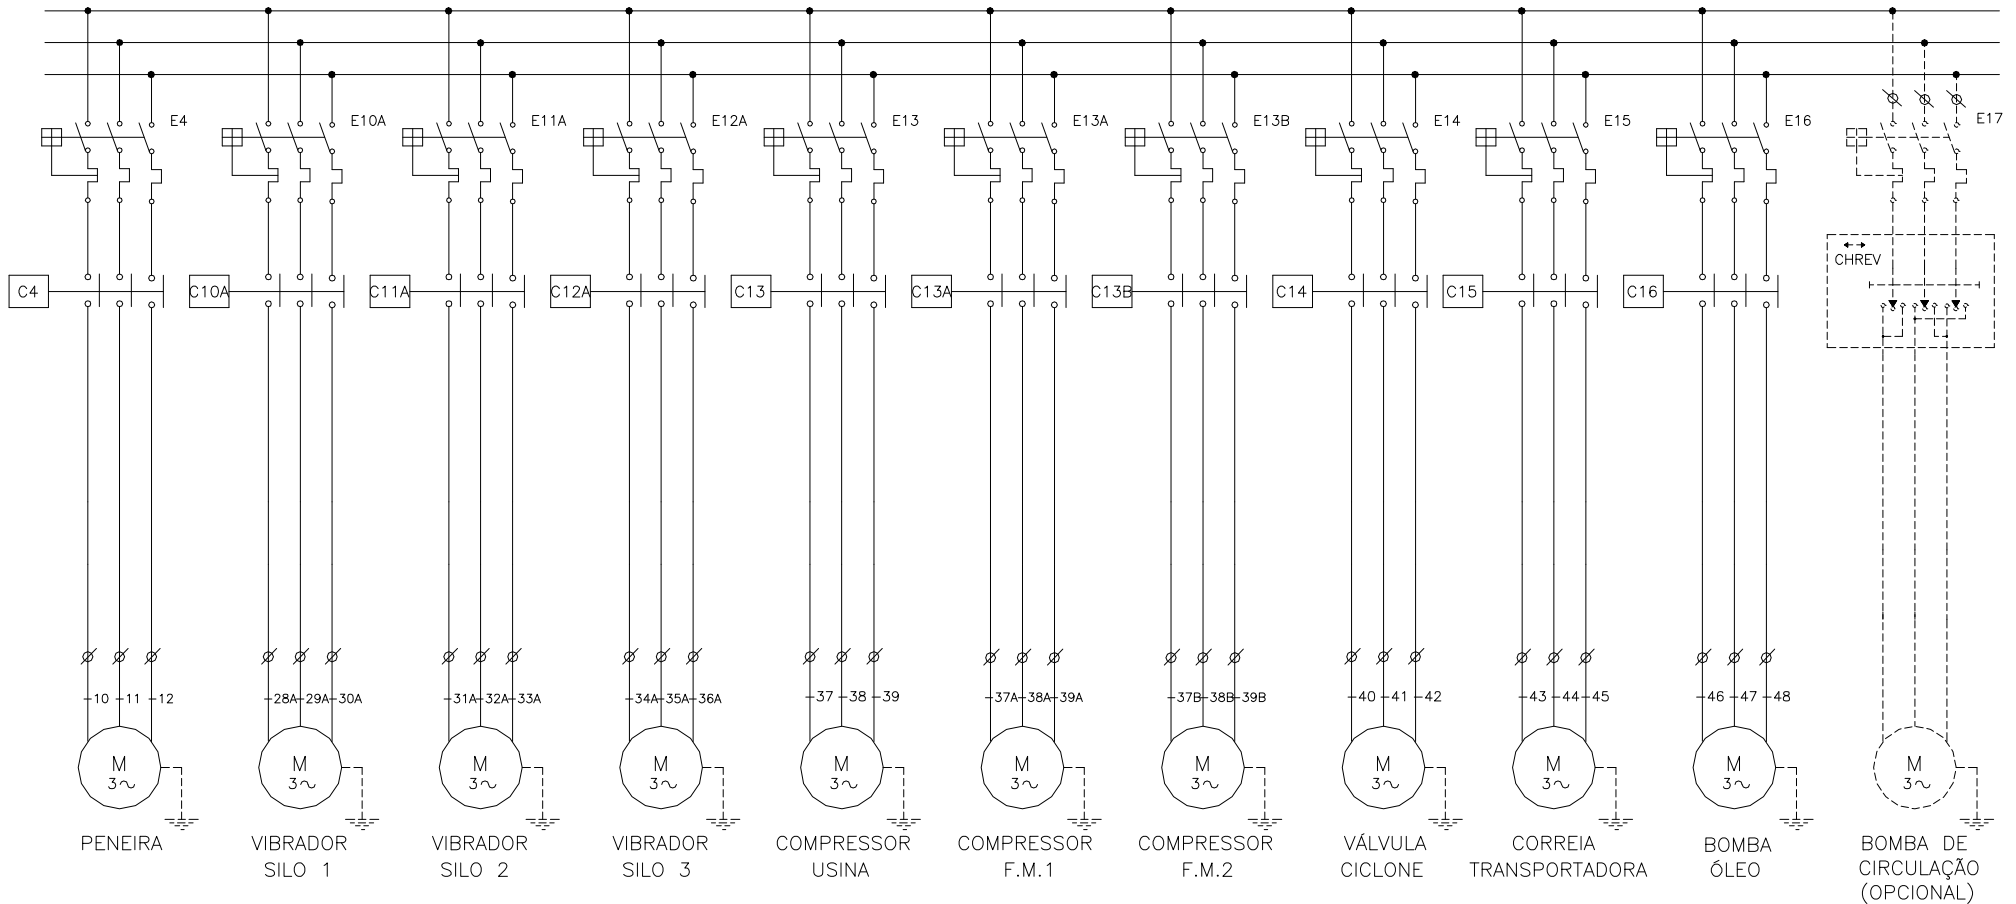 E4 E10A E11A E12A E13 E13A E13B E14 E15 E16 E17
CHREV
C4 C10A C11A C12A C13 C13A C13B C14 C15 C16
10 11 12 28A 29A 30A 31A 32A 33A 34A 35A 36A 37 38 39 37A 38A 39A 37B 38B 39B 40 41 42 43 44 45 46 47 48
M M M M M M M M M M M
3~ 3~ 3~ 3~ 3~ 3~ 3~ 3~ 3~ 3~ 3~
PENEIRA
VIBRADOR
SILO 1
VIBRADOR
SILO 2
VIBRADOR
SILO 3
COMPRESSOR
USINA
COMPRESSOR
F.M.1
COMPRESSOR
F.M.2
VÁLVULA
CICLONE
CORREIA
TRANSPORTADORA
BOMBA
ÓLEO
BOMBA DE
CIRCULAÇÃO
(OPCIONAL)